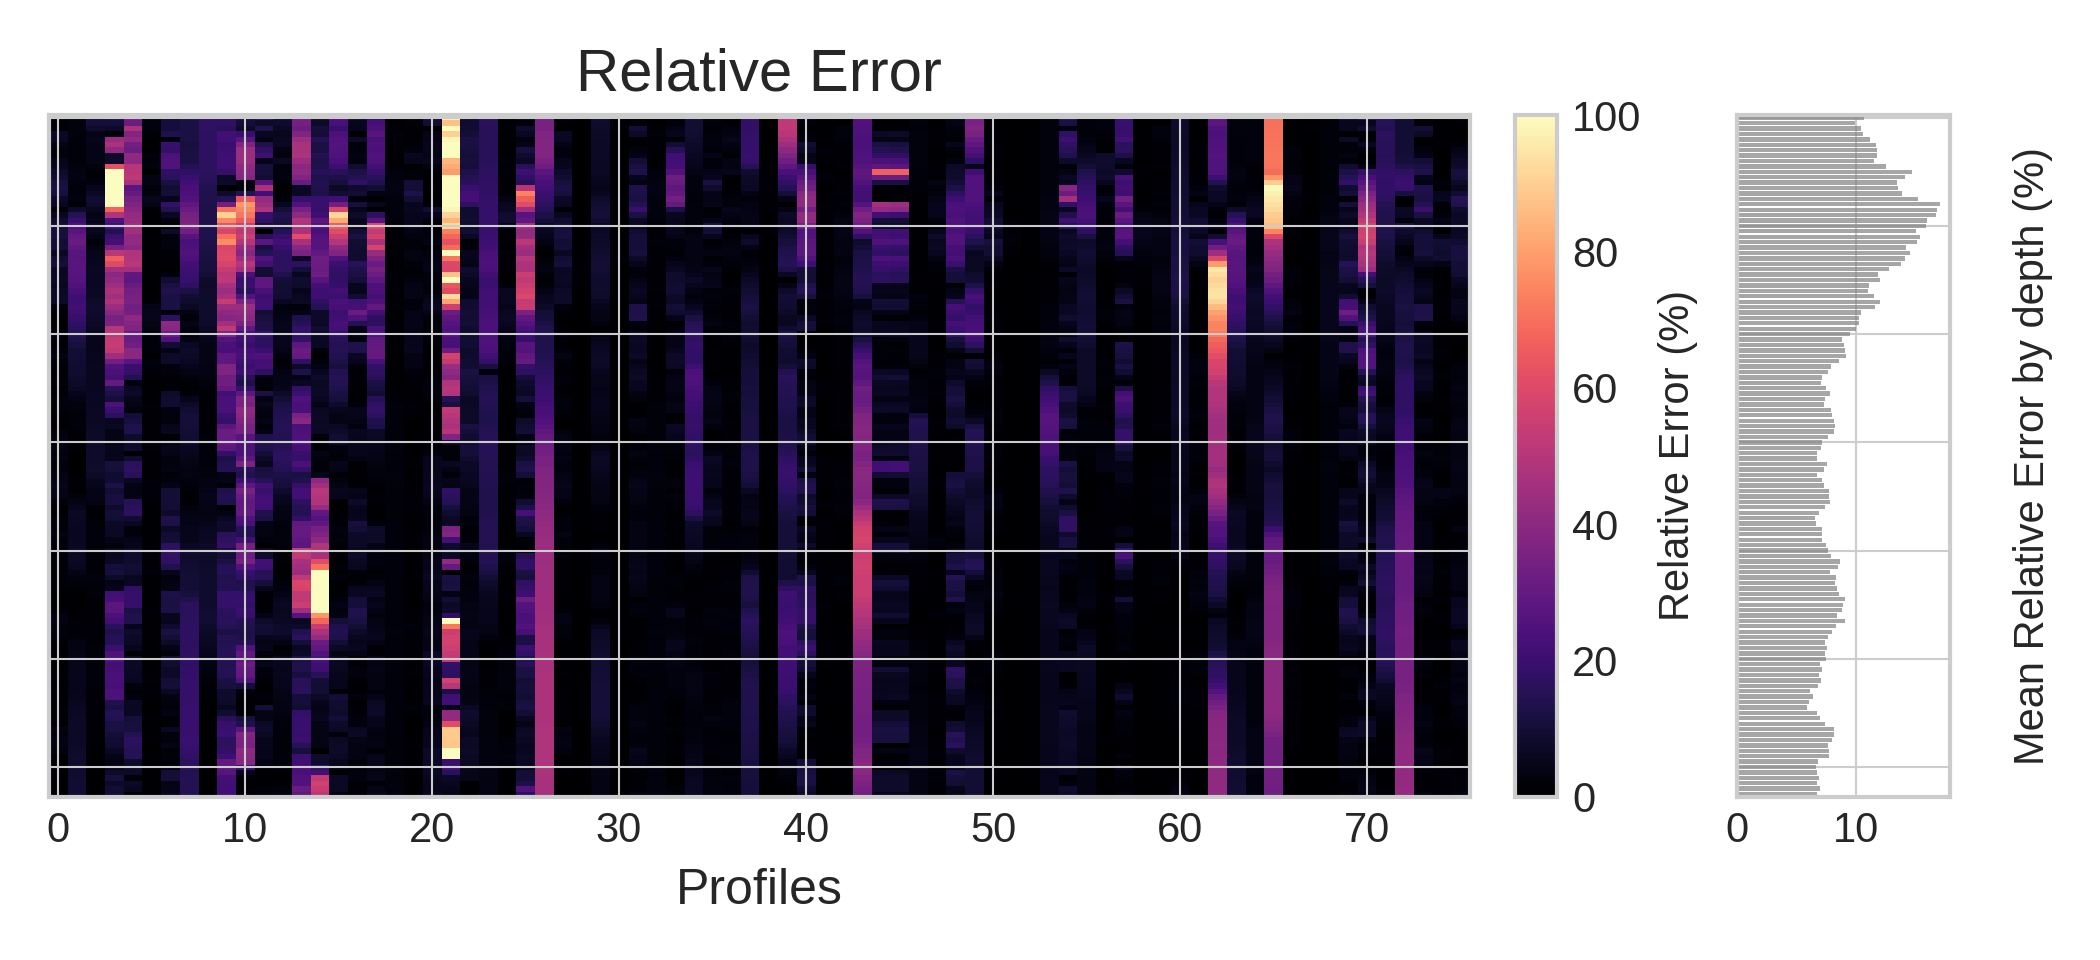 Relative Error
100
80
60
40
20
0
Relative Error (%)
Mean Relative Error by depth (%)
0 10 20 30 40 50 60 70
0 10
Profiles